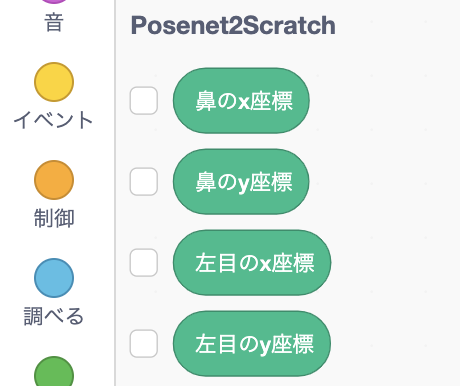 音
イベント
制御
調べる
Posenet2Scratch
鼻のx座標
鼻のy座標
左目のx座標
左目のy座標